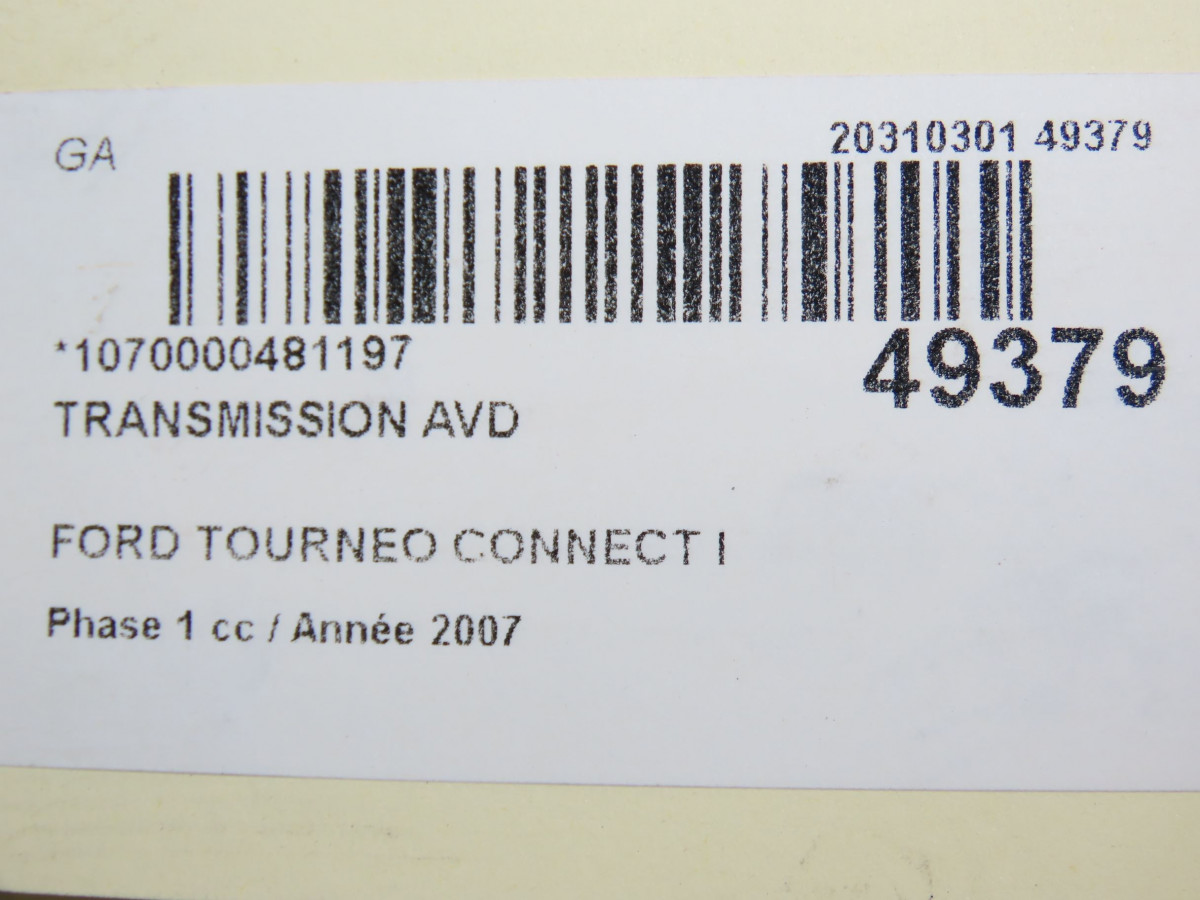 GA
20310301 49379
*1070000481197
49379
TRANSMISSION AVD
FORD TOURNEO CONNECT I
Phase 1 cc / Année 2007